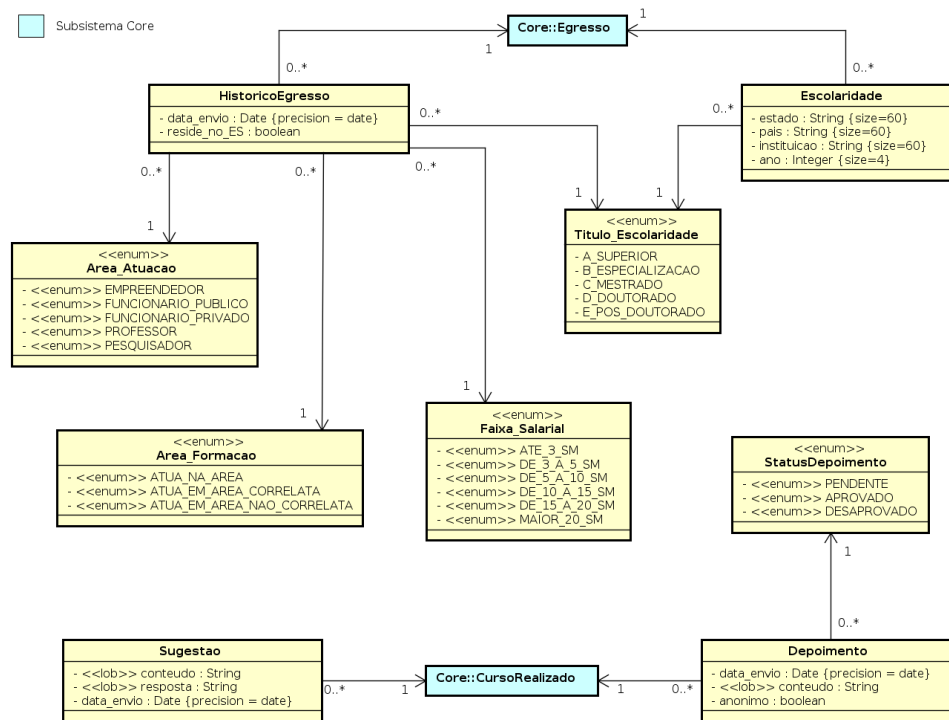 Subsistema Core
Core::Egresso
1
1
0..*
0..*
HistoricoEgresso
- data_envio : Date {precision = date}
- reside_no_ES : boolean
0..*
0..*
0..*
0..*
Escolaridade
- estado : String {size=60}
- pais : String {size=60}
- instituicao : String {size=60}
- ano : Integer {size=4}
0..*
1
1
<<enum>>
Titulo_Escolaridade
- A_SUPERIOR
- B_ESPECIALIZACAO
- C_MESTRADO
- D_DOUTORADO
- E_POS_DOUTORADO
1
<<enum>>
Area_Atuacao
- <<enum>> EMPREENDEDOR
- <<enum>> FUNCIONARIO_PUBLICO
- <<enum>> FUNCIONARIO_PRIVADO
- <<enum>> PROFESSOR
- <<enum>> PESQUISADOR
1
<<enum>>
Area_Formacao
- <<enum>> ATUA_NA_AREA
- <<enum>> ATUA_EM_AREA_CORRELATA
- <<enum>> ATUA_EM_AREA_NAO_CORRELATA
1
<<enum>>
Faixa_Salarial
- <<enum>> ATE_3_SM
- <<enum>> DE_3_A_5_SM
- <<enum>> DE_5_A_10_SM
- <<enum>> DE_10_A_15_SM
- <<enum>> DE_15_A_20_SM
- <<enum>> MAIOR_20_SM
<<enum>>
StatusDepoimento
- <<enum>> PENDENTE
- <<enum>> APROVADO
- <<enum>> DESAPROVADO
1
0..*
Sugestao
- <<lob>> conteudo : String
- <<lob>> resposta : String
- data_envio : Date {precision = date}
0..*
1
Core::CursoRealizado
1
0..*
Depoimento
- data_envio : Date {precision = date}
- <<lob>> conteudo : String
- anonimo : boolean